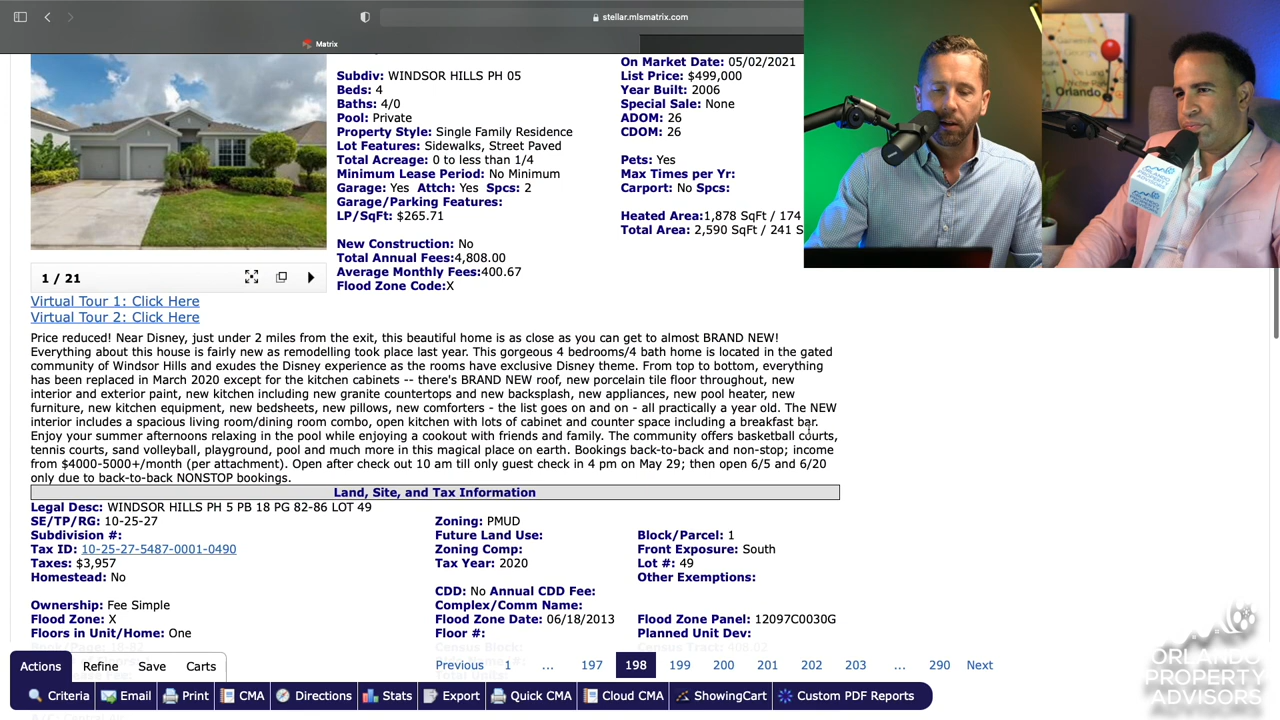 stellar.mlsmatrix.com
Matrix
Subdiv: WINDSOR HILLS PH 05
Beds: 4
Baths: 4/0
Pool: Private
Property Style: Single Family Residence
Lot Features: Sidewalks, Street Paved
Total Acreage: 0 to less than 1/4
Minimum Lease Period: No Minimum
Garage: Yes Attch: Yes Spcs: 2
Garage/Parking Features:
LP/SqFt: $265.71
New Construction: No
Total Annual Fees:4,808.00
Average Monthly Fees:400.67
Flood Zone Code:X
On Market Date: 05/02/2021
List Price: $499,000
Year Built: 2006
Special Sale: None
ADOM: 26
CDOM: 26
Pets: Yes
Max Times per Yr:
Carport: No Spcs:
Heated Area:1,878 SqFt / 174
Total Area: 2,590 SqFt / 241 S
Orlando
1 / 21
Virtual Tour 1: Click Here
Virtual Tour 2: Click Here
Price reduced! Near Disney, just under 2 miles from the exit, this beautiful home is as close as you can get to almost BRAND NEW!
Everything about this house is fairly new as remodelling took place last year. This gorgeous 4 bedrooms/4 bath home is located in the gated
community of Windsor Hills and exudes the Disney experience as the rooms have exclusive Disney theme. From top to bottom, everything
has been replaced in March 2020 except for the kitchen cabinets -- there's BRAND NEW roof, new porcelain tile floor throughout, new
interior and exterior paint, new kitchen including new granite countertops and new backsplash, new appliances, new pool heater, new
furniture, new kitchen equipment, new bedsheets, new pillows, new comforters - the list goes on and on - all practically a year old. The NEW
interior includes a spacious living room/dining room combo, open kitchen with lots of cabinet and counter space including a breakfast bar.
Enjoy your summer afternoons relaxing in the pool while enjoying a cookout with friends and family. The community offers basketball courts,
tennis courts, sand volleyball, playground, pool and much more in this magical place on earth. Bookings back-to-back and non-stop; income
from $4000-5000+/month (per attachment). Open after check out 10 am till only guest check in 4 pm on May 29; then open 6/5 and 6/20
only due to back-to-back NONSTOP bookings.
Land, Site, and Tax Information
Legal Desc: WINDSOR HILLS PH 5 PB 18 PG 82-86 LOT 49
SE/TP/RG: 10-25-27
Subdivision #:
Tax ID: 10-25-27-5487-0001-0490
Taxes: $3,957
Homestead: No
Ownership: Fee Simple
Flood Zone: X
Floors in Unit/Home: One
Zoning: PMUD
Future Land Use:
Zoning Comp:
Tax Year: 2020
CDD: No Annual CDD Fee:
Complex/Comm Name:
Flood Zone Date: 06/18/2013
Floor #:
Block/Parcel: 1
Front Exposure: South
Lot #: 49
Other Exemptions:
Flood Zone Panel: 12097C0030G
Planned Unit Dev:
Census Block:
Actions Refine Save Carts
Previous 1 ... 197 198 199 200 201 202 203 ... 290 Next
Criteria Email Print CMA Directions Stats Export Quick CMA Cloud CMA ShowingCart Custom PDF Reports
ORLANDO
PROPERTY
ADVISORS